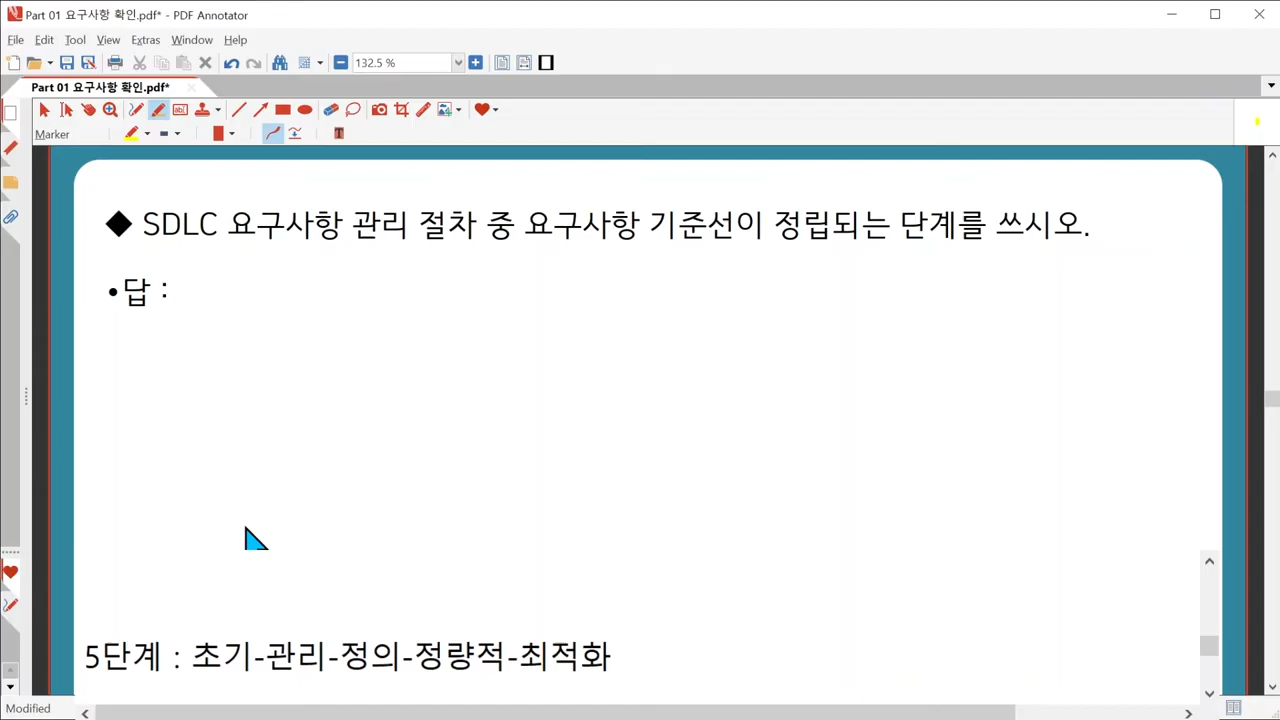 Part 01 요구사항 확인.pdf* - PDF Annotator
File Edit Tool View Extras Window Help
132.5 %
Part 01 요구사항 확인.pdf*
Marker
◆ SDLC 요구사항 관리 절차 중 요구사항 기준선이 정립되는 단계를 쓰시오.
•답 :
5단계 : 초기-관리-정의-정량적-최적화
Modified